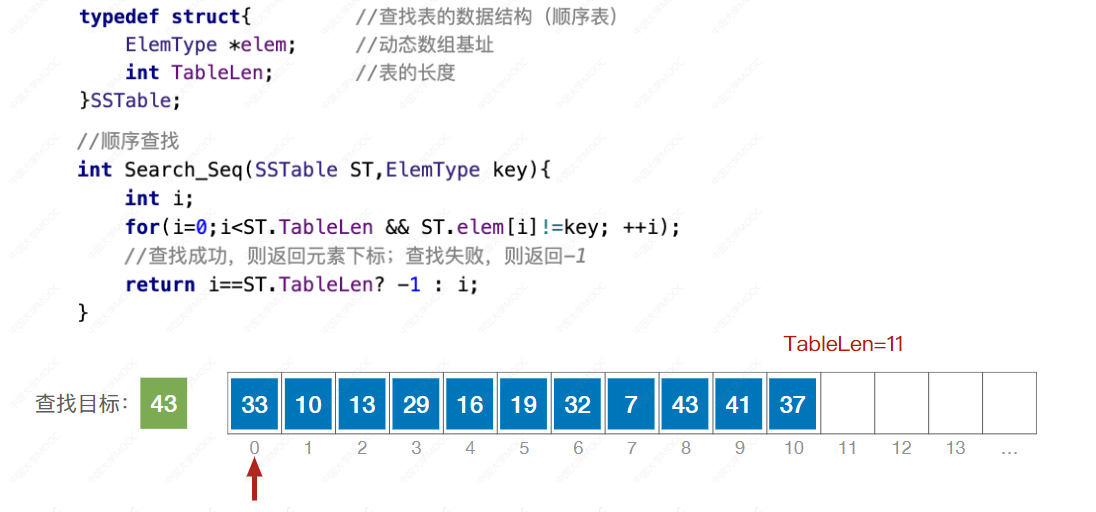 typedef struct{ //查找表的数据结构（顺序表）
ElemType *elem; //动态数组基址
int TableLen; //表的长度
}SSTable;
//顺序查找
int Search_Seq(SSTable ST,ElemType key){
int i;
for(i=0;i<ST.TableLen && ST.elem[i]!=key; ++i);
//查找成功，则返回元素下标；查找失败，则返回-1
return i==ST.TableLen? -1 : i;
}
TableLen=11
查找目标： 43 33 10 13 29 16 19 32 7 43 41 37
0 1 2 3 4 5 6 7 8 9 10 11 12 13 ...